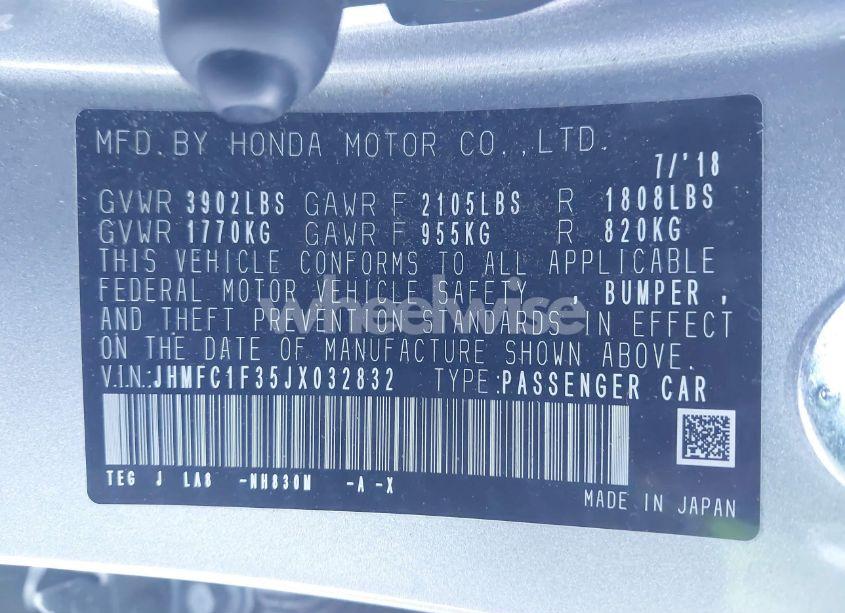 MFD. BY HONDA MOTOR CO., LTD.
7/'18
GVWR 3902LBS GAWR F 2105LBS R 1808LBS
GVWR 1770KG GAWR F 955KG R 820KG
THIS VEHICLE CONFORMS TO ALL APPLICABLE
FEDERAL MOTOR VEHICLE SAFETY , BUMPER ,
AND THEFT PREVENTION STANDARDS IN EFFECT
wheelwise
ON THE DATE OF MANUFACTURE SHOWN ABOVE.
V.I.N.:JHMFC1F35JX032832 TYPE:PASSENGER CAR
TEG J LA8 -NH830M -A -X
MADE IN JAPAN